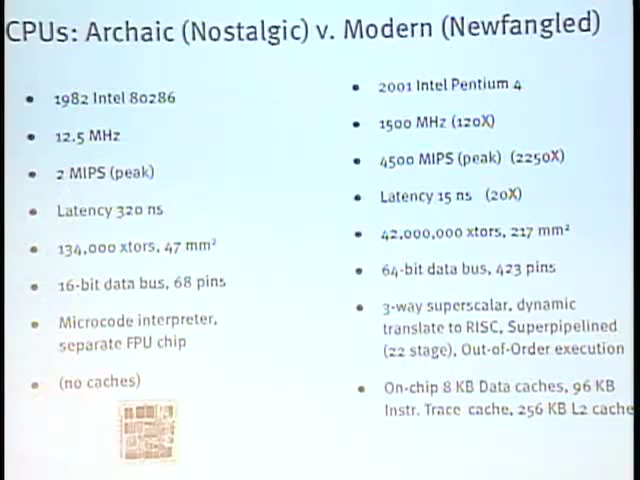 CPUs: Archaic (Nostalgic) v. Modern (Newfangled)
• 1982 Intel 80286
• 12.5 MHz
• 2 MIPS (peak)
• Latency 320 ns
• 134,000 xtors, 47 mm²
• 16-bit data bus, 68 pins
• Microcode interpreter,
separate FPU chip
• (no caches)
• 2001 Intel Pentium 4
• 1500 MHz (120X)
• 4500 MIPS (peak) (2250X)
• Latency 15 ns (20X)
• 42,000,000 xtors, 217 mm²
• 64-bit data bus, 423 pins
• 3-way superscalar, dynamic
translate to RISC, Superpipelined
(22 stage), Out-of-Order execution
• On-chip 8 KB Data caches, 96 KB
Instr. Trace cache, 256 KB L2 cache